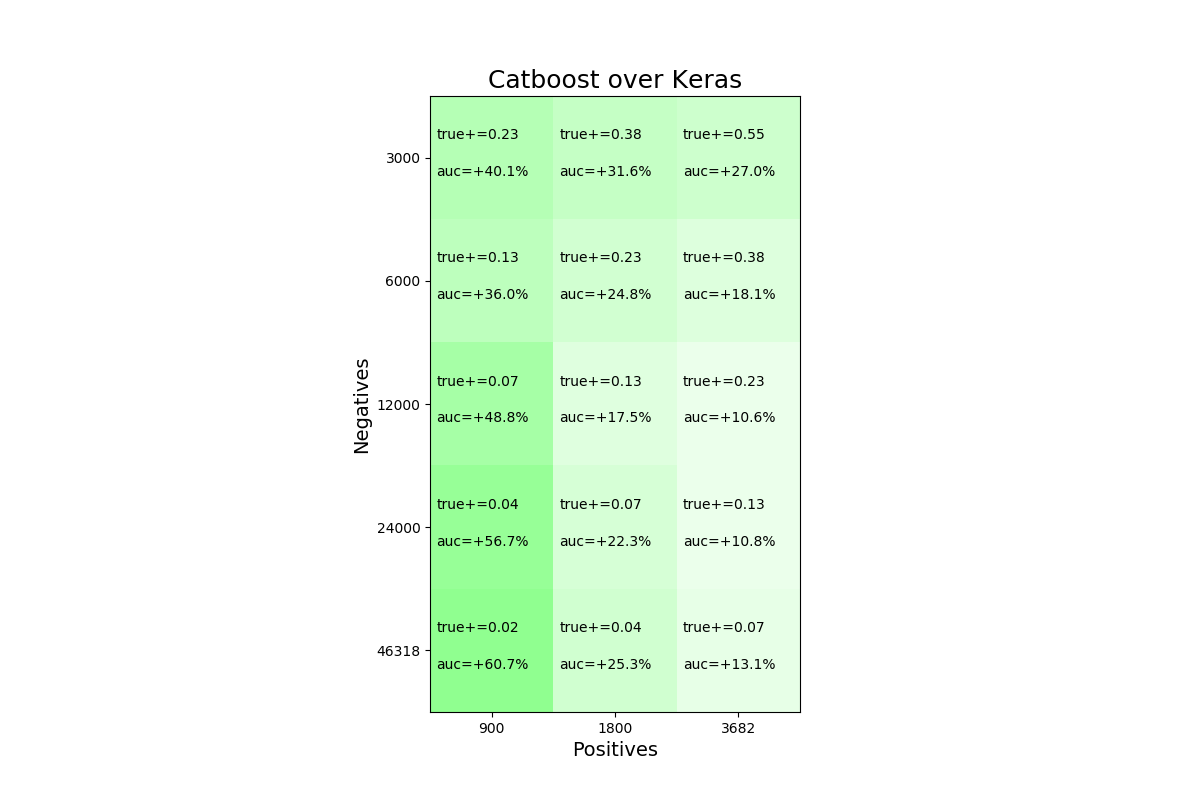 Catboost over Keras
true+=0.23 true+=0.38 true+=0.55
3000
auc=+40.1% auc=+31.6% auc=+27.0%
true+=0.13 true+=0.23 true+=0.38
6000
auc=+36.0% auc=+24.8% auc=+18.1%
true+=0.07 true+=0.13 true+=0.23
Negatives
12000
auc=+48.8% auc=+17.5% auc=+10.6%
true+=0.04 true+=0.07 true+=0.13
24000
auc=+56.7% auc=+22.3% auc=+10.8%
true+=0.02 true+=0.04 true+=0.07
46318
auc=+60.7% auc=+25.3% auc=+13.1%
900 1800 3682
Positives